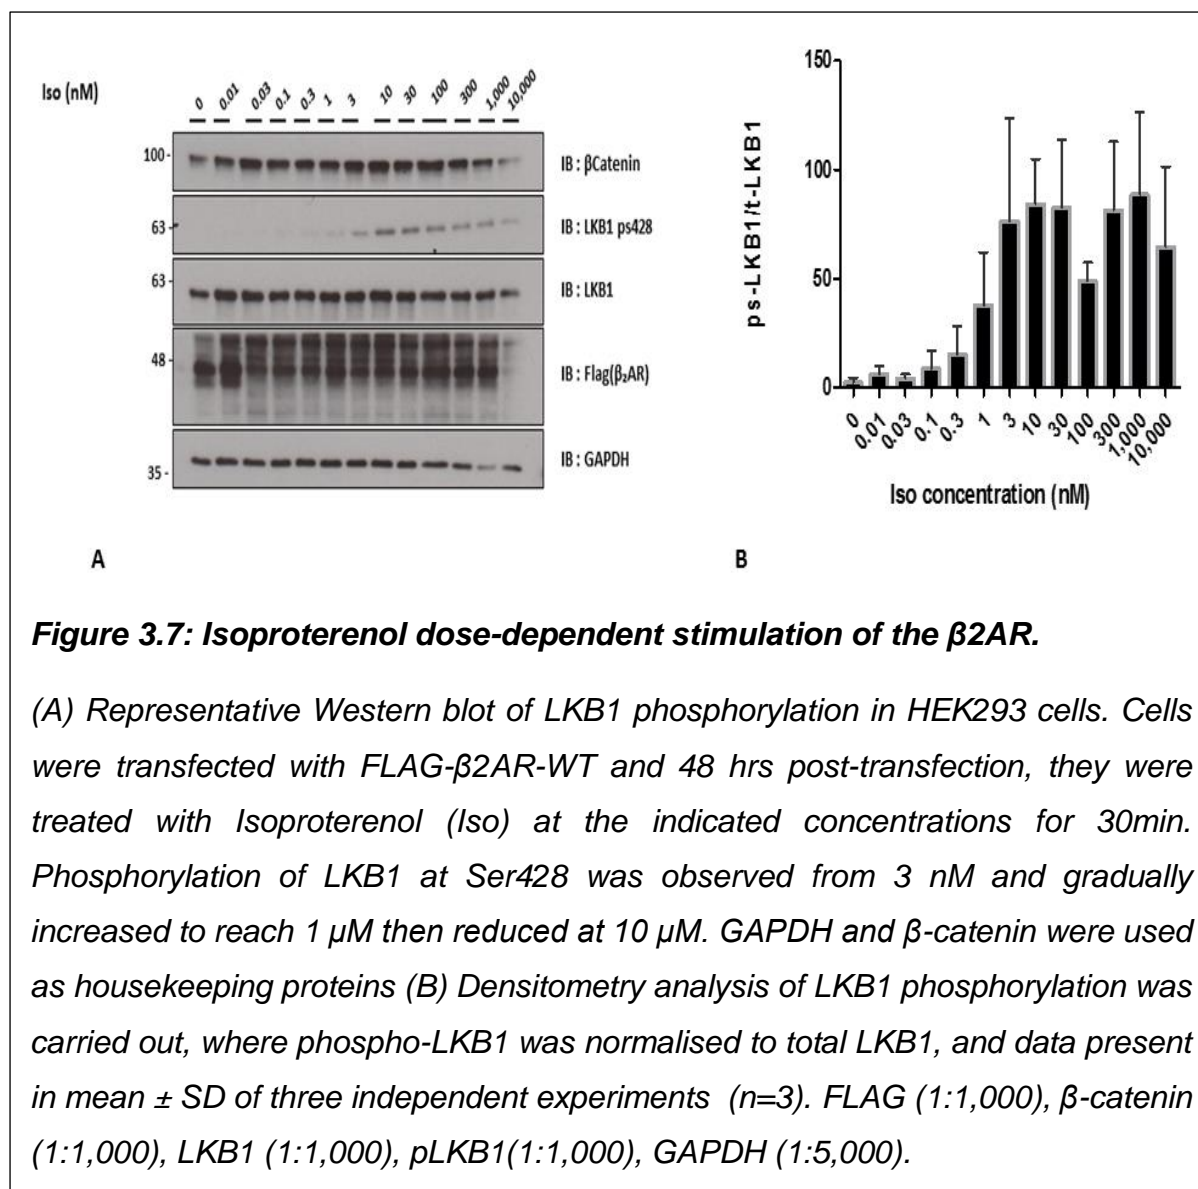 Iso (nM)
0 0.01 0.03 0.1 0.3 1 3 10 30 100 300 1,000 10,000
100-
IB : βCatenin
63 -
IB : LKB1 ps428
63 -
IB : LKB1
48 -
IB : Flag(β₂AR)
35 -
IB : GAPDH
A
150
100
50
0
ps-LKB1/t-LKB1
0 0.01 0.03 0.1 0.3 1 3 10 30 100 300 1,000 10,000
Iso concentration (nM)
B
Figure 3.7: Isoproterenol dose-dependent stimulation of the β2AR.
(A) Representative Western blot of LKB1 phosphorylation in HEK293 cells. Cells
were transfected with FLAG-β2AR-WT and 48 hrs post-transfection, they were
treated with Isoproterenol (Iso) at the indicated concentrations for 30min.
Phosphorylation of LKB1 at Ser428 was observed from 3 nM and gradually
increased to reach 1 μM then reduced at 10 μM. GAPDH and β-catenin were used
as housekeeping proteins (B) Densitometry analysis of LKB1 phosphorylation was
carried out, where phospho-LKB1 was normalised to total LKB1, and data present
in mean ± SD of three independent experiments (n=3). FLAG (1:1,000), β-catenin
(1:1,000), LKB1 (1:1,000), pLKB1(1:1,000), GAPDH (1:5,000).